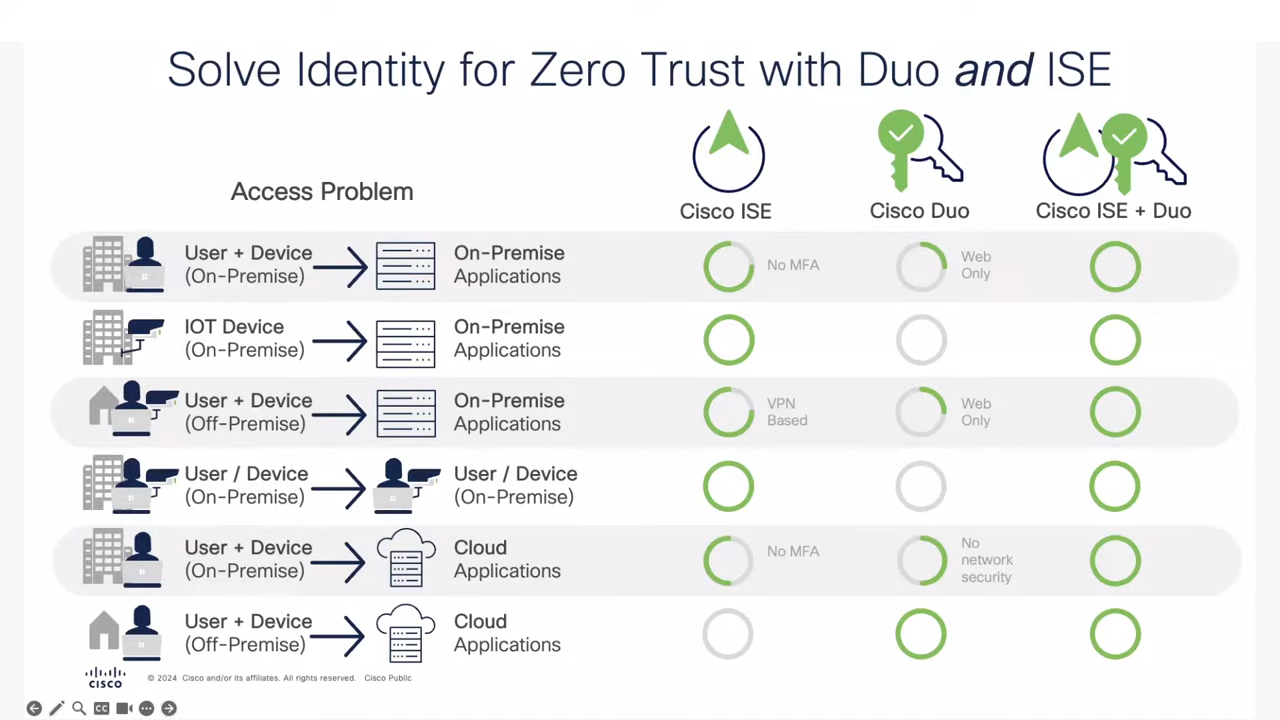 Solve Identity for Zero Trust with Duo and ISE
Access Problem
Cisco ISE
Cisco Duo
Cisco ISE + Duo
User + Device
(On-Premise)
On-Premise
Applications
No MFA
Web
Only
IOT Device
(On-Premise)
On-Premise
Applications
User + Device
(Off-Premise)
On-Premise
Applications
VPN
Based
Web
Only
User / Device
(On-Premise)
User / Device
(On-Premise)
User + Device
(On-Premise)
Cloud
Applications
No MFA
No
network
security
User + Device
(Off-Premise)
Cloud
Applications
CISCO
© 2024 Cisco and/or its affiliates. All rights reserved. Cisco Public
CC